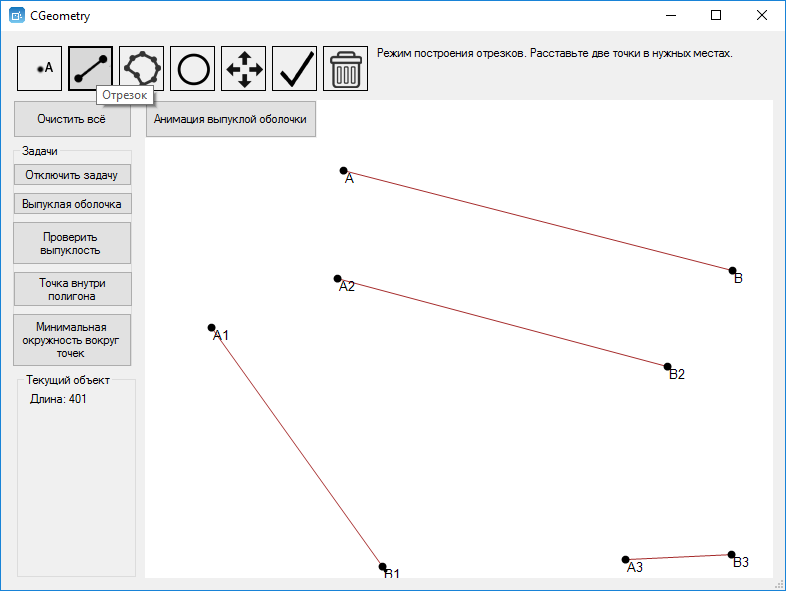 CGeometry
A
Режим построения отрезков. Расставьте две точки в нужных местах.
Отрезок
Очистить всё
Анимация выпуклой оболочки
Задачи
Отключить задачу
Выпуклая оболочка
Проверить
выпуклость
Точка внутри
полигона
Минимальная
окружность вокруг
точек
Текущий объект
Длина: 401
A
B
A2
A1
B2
B1
A3
B3